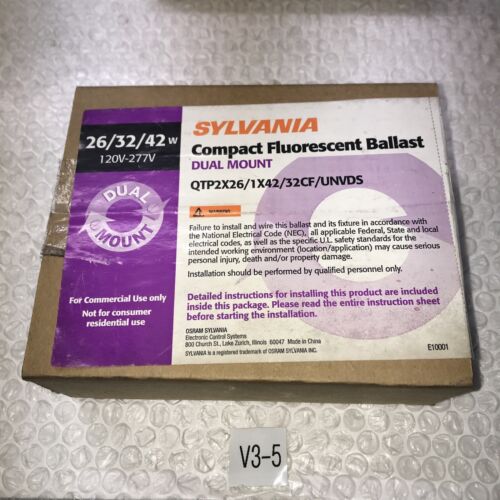 26/32/42 W
120V-277V
DUAL
MOUNT
For Commercial Use only
Not for consumer
residential use
SYLVANIA
Compact Fluorescent Ballast
DUAL MOUNT
QTP2X26/1X42/32CF/UNVDS
WARNING
Failure to install and wire this ballast and its fixture in accordance with
the National Electrical Code (NEC), all applicable Federal, State and local
electrical codes, as well as the specific U.L. safety standards for the
intended working environment (location/application) may cause serious
personal injury, death and/or property damage.
Installation should be performed by qualified personnel only.
Detailed instructions for installing this product are included
inside this package. Please read the entire instruction sheet
before starting the installation.
OSRAM SYLVANIA
Electronic Control Systems
800 Church St., Lake Zurich, Illinois 60047 Made in China
SYLVANIA is a registered trademark of OSRAM SYLVANIA INC.
E10001
V3-5